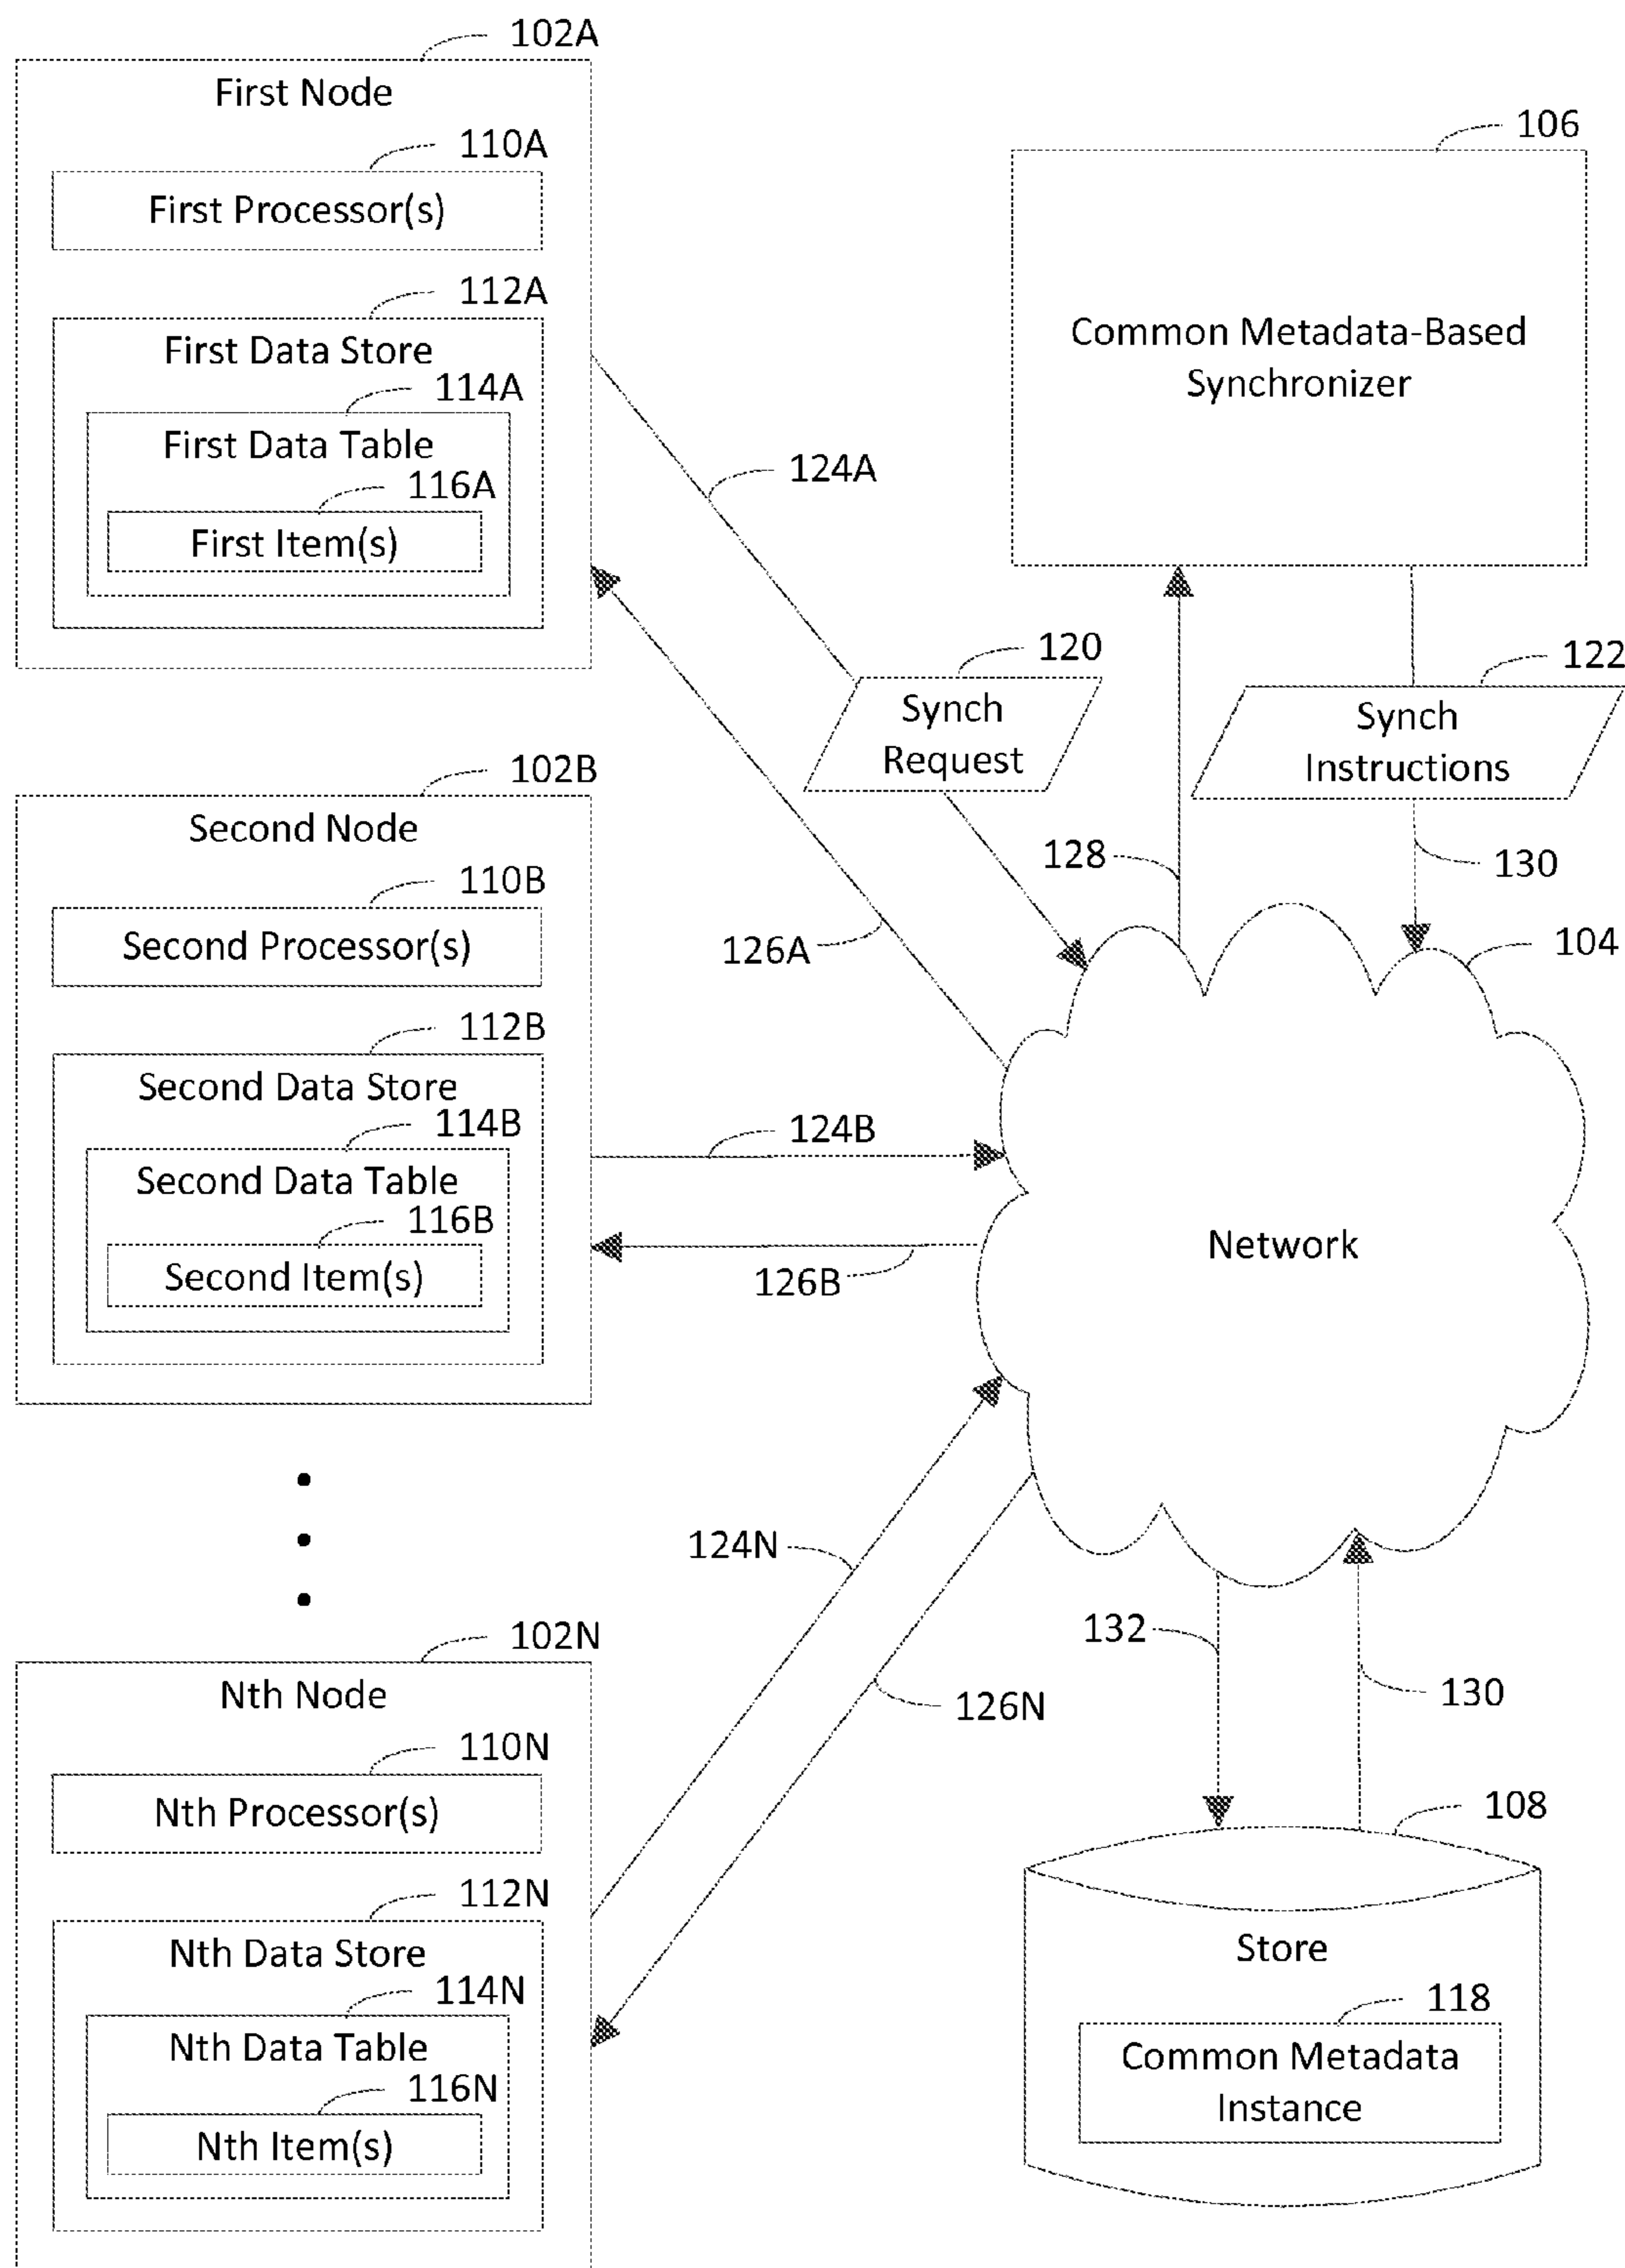 102A
First Node
110A
First Processor(s)
112A
First Data Store
114A
First Data Table
116A
First Item(s)
106
Common Metadata-Based
Synchronizer
124A
120
Synch
Request
122
Synch
Instructions
128
130
126A
104
Network
102B
Second Node
110B
Second Processor(s)
112B
Second Data Store
114B
Second Data Table
116B
Second Item(s)
124B
126B
124N
126N
132
130
102N
Nth Node
110N
Nth Processor(s)
112N
Nth Data Store
114N
Nth Data Table
116N
Nth Item(s)
108
Store
118
Common Metadata
Instance